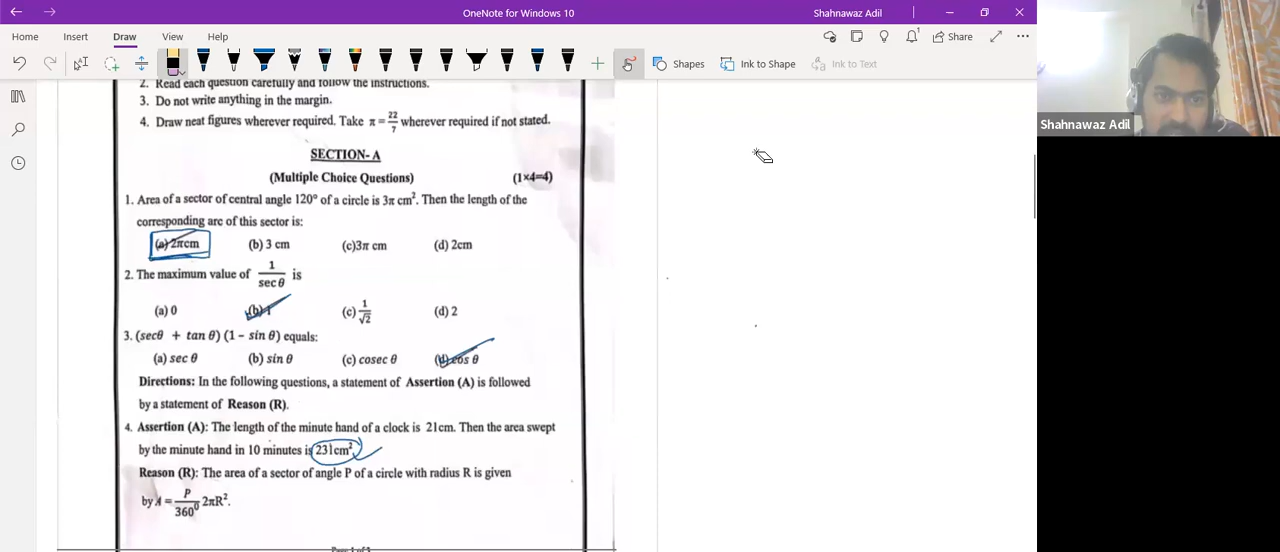 OneNote for Windows 10
Shahnawaz Adil
Home Insert Draw View Help
Share
Shapes
Ink to Shape
Ink to Text
Shahnawaz Adil
2. Read each question carefully and follow the instructions.
3. Do not write anything in the margin.
4. Draw neat figures wherever required. Take π = 22/7 wherever required if not stated.
SECTION- A
(Multiple Choice Questions) (1×4=4)
1. Area of a sector of central angle 120° of a circle is 3π cm². Then the length of the
corresponding arc of this sector is:
(a) 2πcm (b) 3 cm (c)3π cm (d) 2cm
2. The maximum value of 1/sec θ is
(a) 0 (b) 1 (c) 1/√2 (d) 2
3. (secθ + tan θ) (1 − sin θ) equals:
(a) sec θ (b) sin θ (c) cosec θ (d) cos θ
Directions: In the following questions, a statement of Assertion (A) is followed
by a statement of Reason (R).
4. Assertion (A): The length of the minute hand of a clock is 21cm. Then the area swept
by the minute hand in 10 minutes is 231cm².
Reason (R): The area of a sector of angle P of a circle with radius R is given
by A = P/360⁰ 2πR².